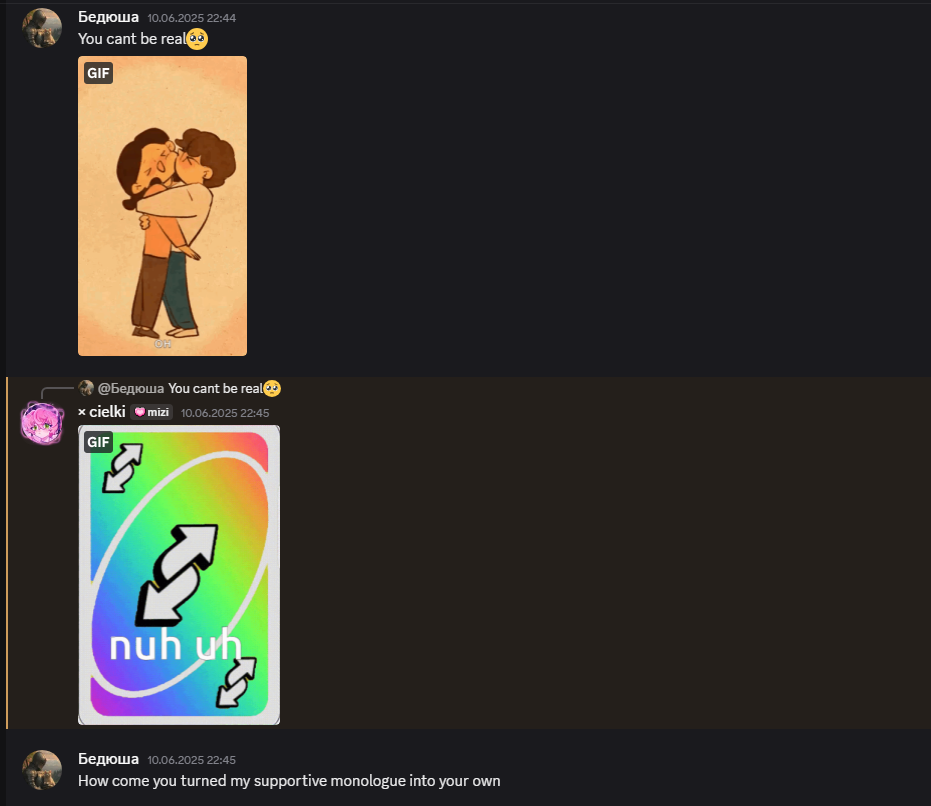 Бедюша 10.06.2025 22:44
You cant be real🥺
GIF
@Бедюша You cant be real🥺
× cielki mizi 10.06.2025 22:45
GIF
nuh uh
Бедюша 10.06.2025 22:45
How come you turned my supportive monologue into your own